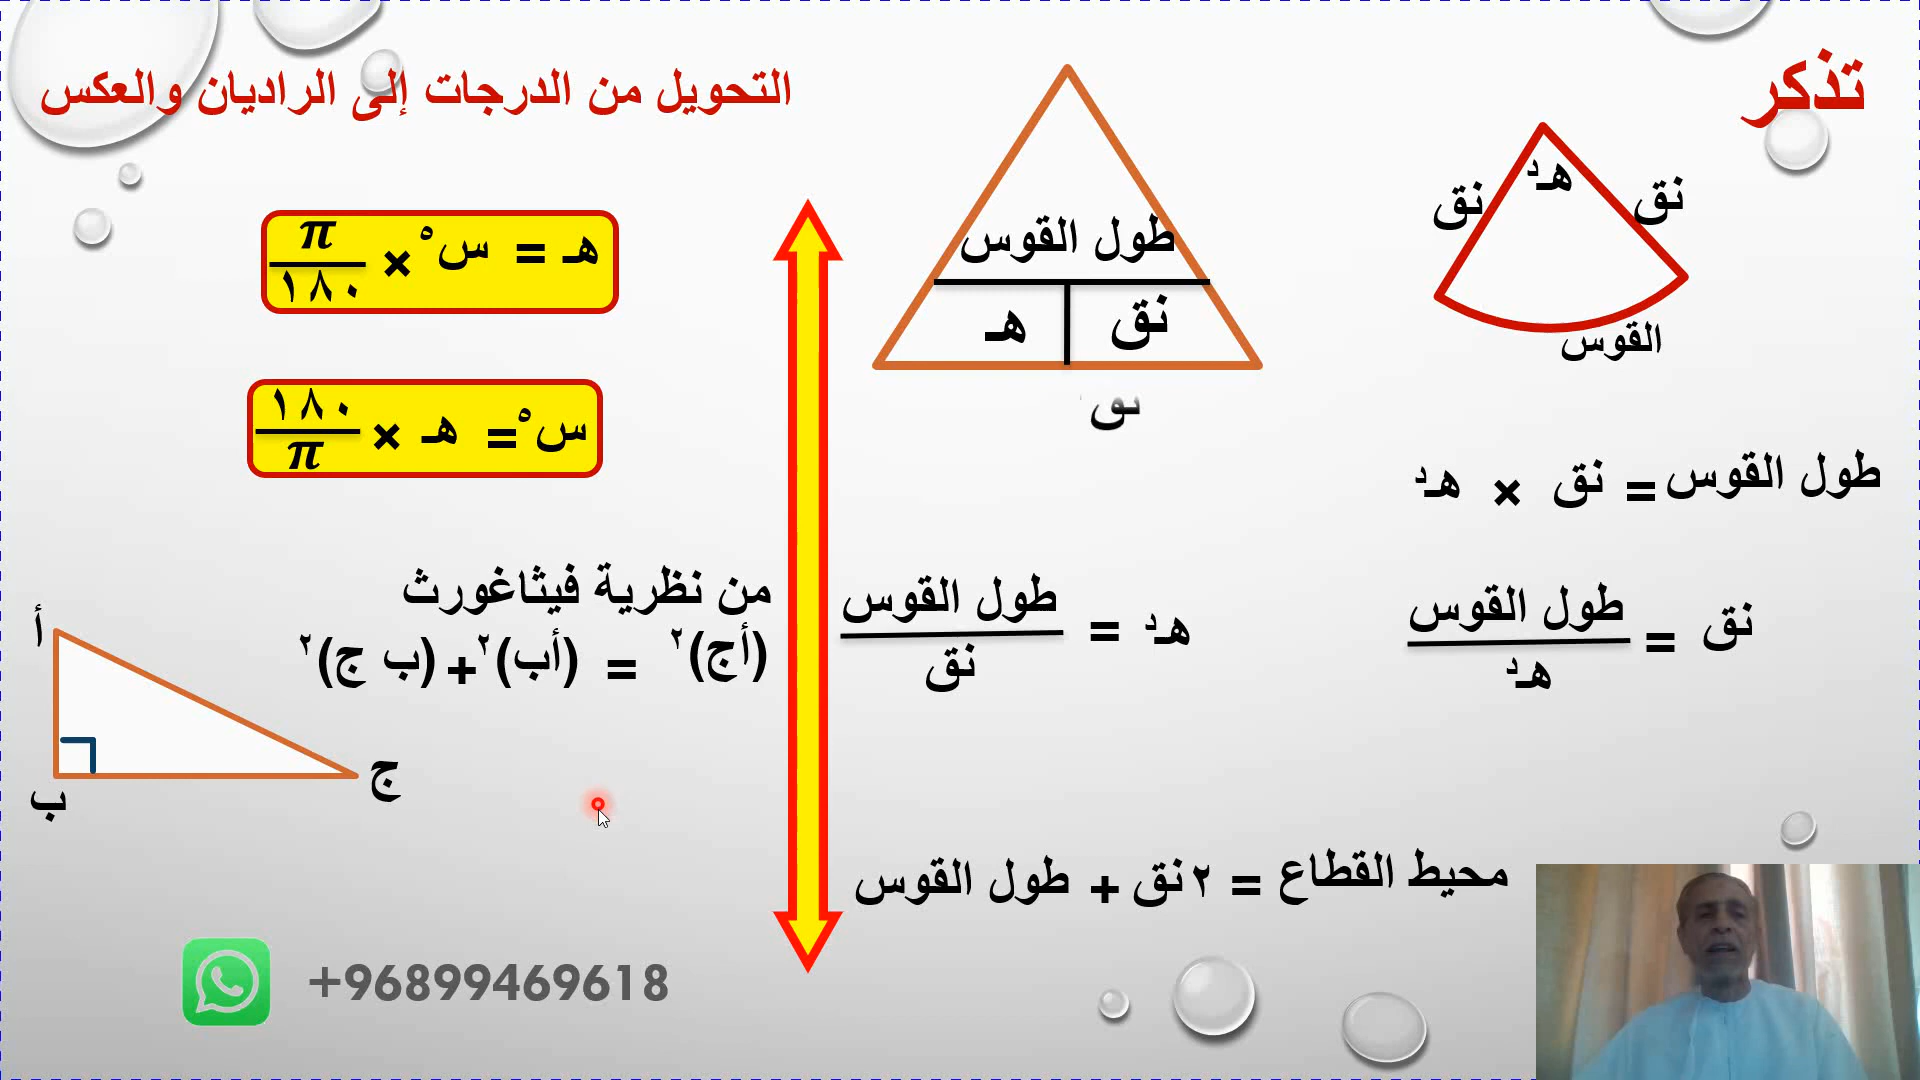 تذكر
التحويل من الدرجات إلى الراديان والعكس
هـ د
نق
نق
القوس
طول القوس
نق
هـ
نق
طول القوس = نق × هـ د
نق = طول القوس / هـ د
هـ د = طول القوس / نق
محيط القطاع = ٢ نق + طول القوس
هـ = س° × π / ١٨٠
س° = هـ × ١٨٠ / π
من نظرية فيثاغورث
(أج)٢ = (أب)٢ + (ب ج)٢
أ
ب
ج
+96899469618